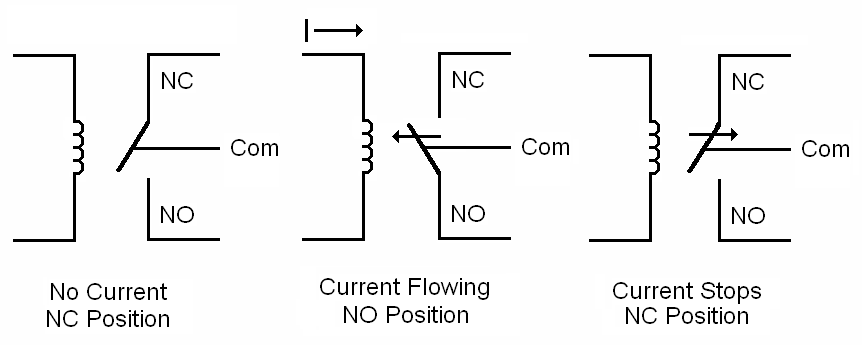 NC
Com
NO
No Current
NC Position
I
NC
Com
NO
Current Flowing
NO Position
NC
Com
NO
Current Stops
NC Position